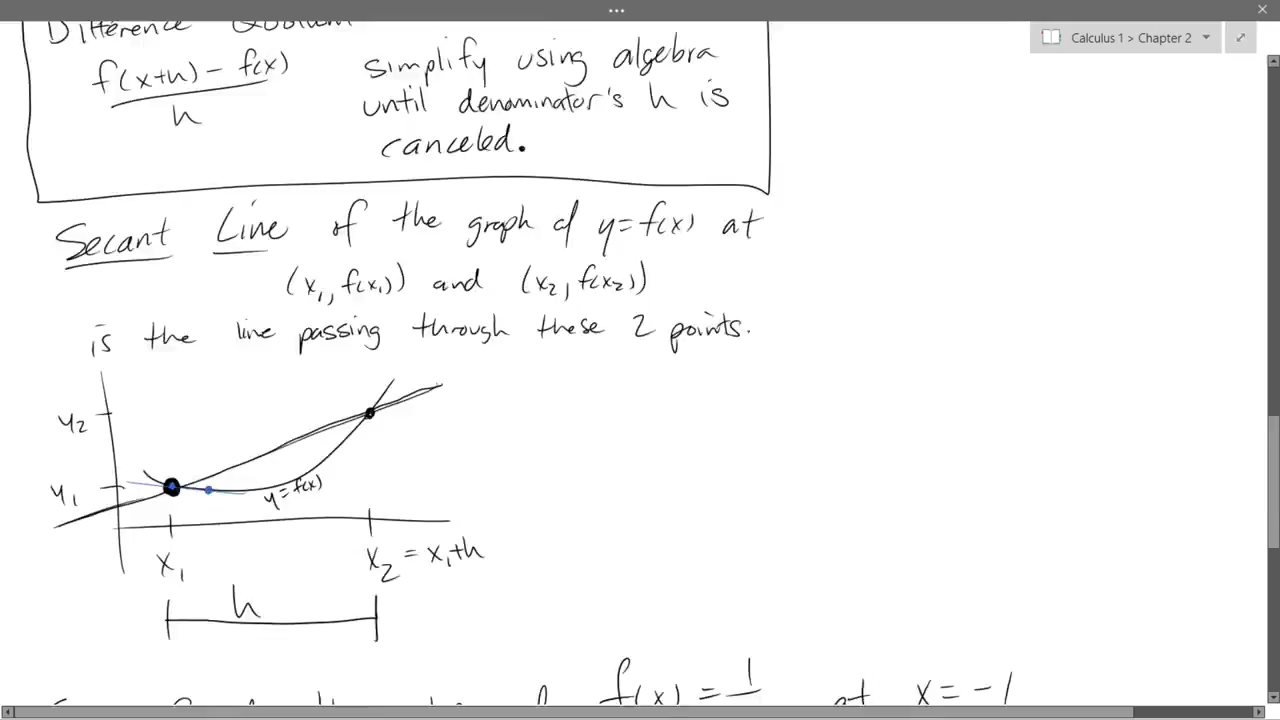 Calculus 1 > Chapter 2
Difference Quotient
f(x+h) - f(x)
h
simplify using algebra
until denominator's h is
canceled.
Secant Line of the graph of y=f(x) at
(x₁, f(x₁)) and (x₂, f(x₂))
is the line passing through these 2 points.
y₂
y₁
y=f(x)
x₁
x₂ = x₁+h
h
f(x) = 1 at x = -1